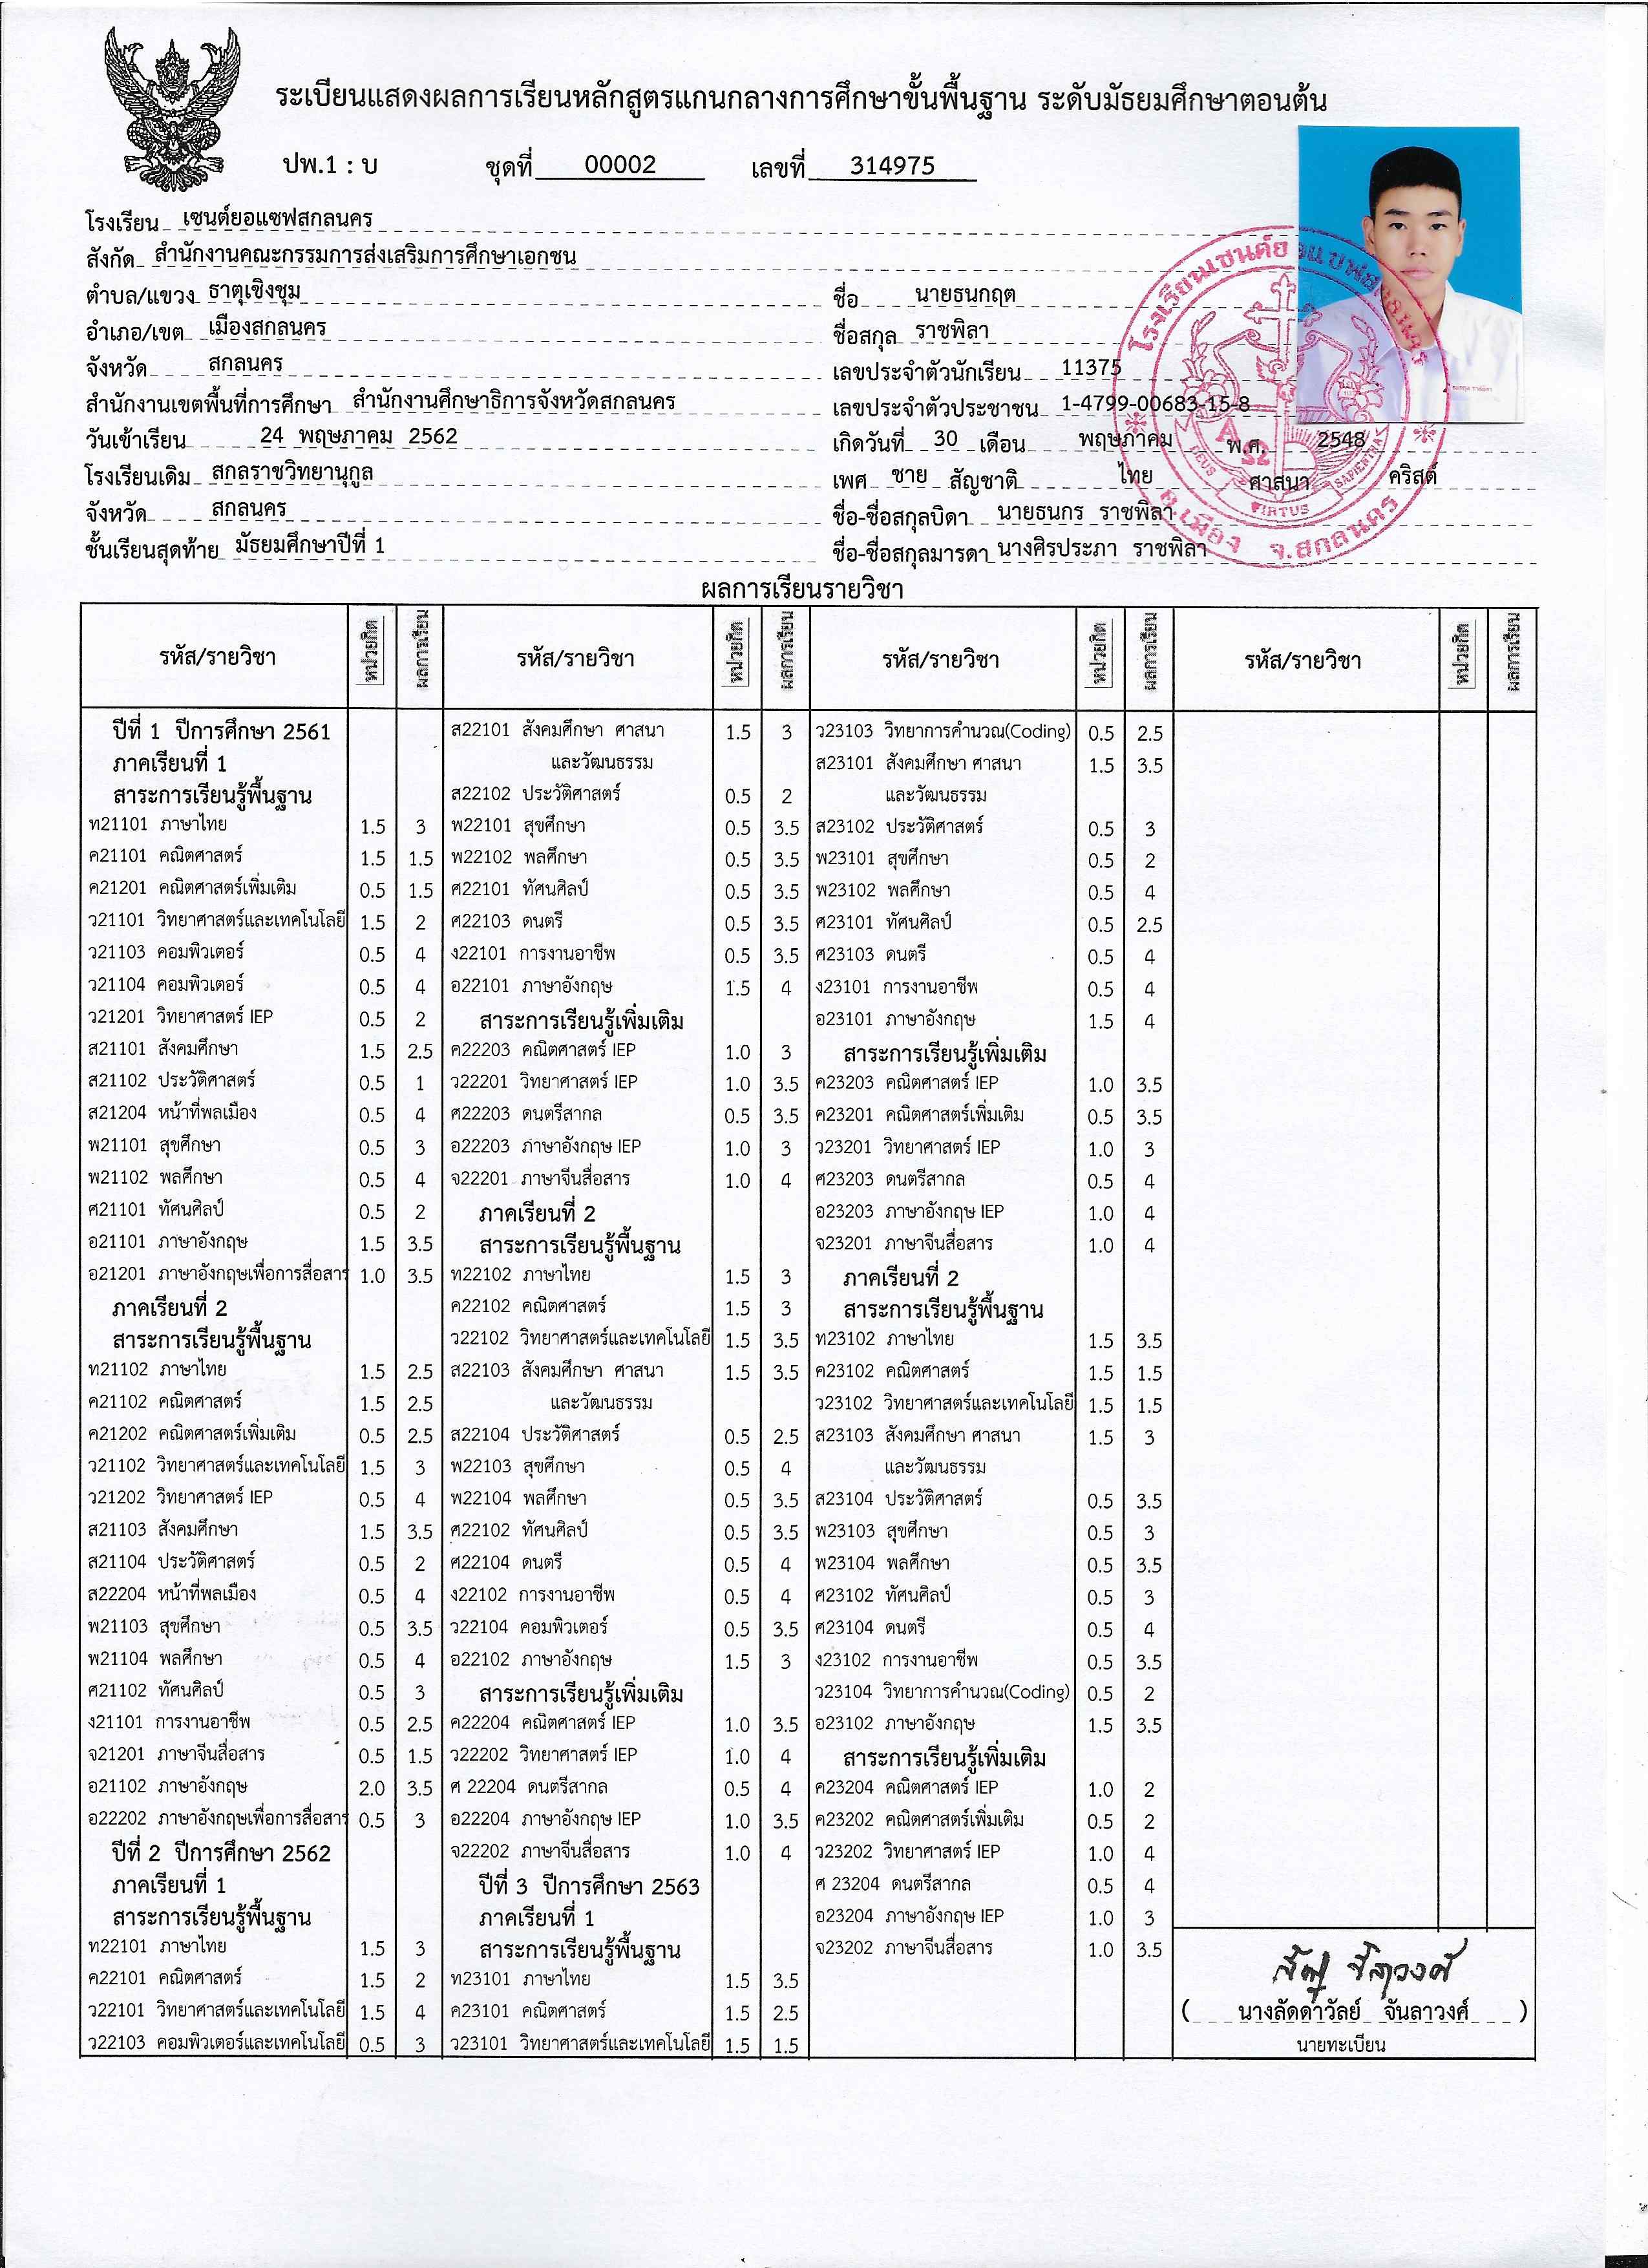 ระเบียนแสดงผลการเรียนหลักสูตรแกนกลางการศึกษาขั้นพื้นฐาน ระดับมัธยมศึกษาตอนต้น
ปพ.1 : บ ชุดที่ 00002 เลขที่ 314975
โรงเรียน เซนต์ยอแซฟสกลนคร
สังกัด สำนักงานคณะกรรมการส่งเสริมการศึกษาเอกชน
ตำบล/แขวง ธาตุเชิงชุม
อำเภอ/เขต เมืองสกลนคร
จังหวัด สกลนคร
สำนักงานเขตพื้นที่การศึกษา สำนักงานศึกษาธิการจังหวัดสกลนคร
วันเข้าเรียน 24 พฤษภาคม 2562
โรงเรียนเดิม สกลราชวิทยานุกูล
จังหวัด สกลนคร
ชั้นเรียนสุดท้าย มัธยมศึกษาปีที่ 1
ชื่อ นายธนกฤต
ชื่อสกุล ราชพิลา
เลขประจำตัวนักเรียน 11375
เลขประจำตัวประชาชน 1-4799-00683-15-8
เกิดวันที่ 30 เดือน พฤษภาคม พ.ศ. 2548
เพศ ชาย สัญชาติ ไทย ศาสนา คริสต์
ชื่อ-ชื่อสกุลบิดา นายธนกร ราชพิลา
ชื่อ-ชื่อสกุลมารดา นางศิรประภา ราชพิลา
โรงเรียนเซนต์ยอแซฟสกลนคร
DEUS
VIRTUS
SAPIENTIA
อ.เมือง จ.สกลนคร
ผลการเรียนรายวิชา
รหัส/รายวิชา หน่วยกิต ผลการเรียน รหัส/รายวิชา หน่วยกิต ผลการเรียน รหัส/รายวิชา หน่วยกิต ผลการเรียน รหัส/รายวิชา หน่วยกิต ผลการเรียน
ปีที่ 1 ปีการศึกษา 2561
ภาคเรียนที่ 1
สาระการเรียนรู้พื้นฐาน
ท21101 ภาษาไทย 1.5 3
ค21101 คณิตศาสตร์ 1.5 1.5
ค21201 คณิตศาสตร์เพิ่มเติม 0.5 1.5
ว21101 วิทยาศาสตร์และเทคโนโลยี 1.5 2
ว21103 คอมพิวเตอร์ 0.5 4
ว21104 คอมพิวเตอร์ 0.5 4
ว21201 วิทยาศาสตร์ IEP 0.5 2
ส21101 สังคมศึกษา 1.5 2.5
ส21102 ประวัติศาสตร์ 0.5 1
ส21204 หน้าที่พลเมือง 0.5 4
พ21101 สุขศึกษา 0.5 3
พ21102 พลศึกษา 0.5 4
ศ21101 ทัศนศิลป์ 0.5 2
อ21101 ภาษาอังกฤษ 1.5 3.5
อ21201 ภาษาอังกฤษเพื่อการสื่อสาร 1.0 3.5
ภาคเรียนที่ 2
สาระการเรียนรู้พื้นฐาน
ท21102 ภาษาไทย 1.5 2.5
ค21102 คณิตศาสตร์ 1.5 2.5
ค21202 คณิตศาสตร์เพิ่มเติม 0.5 2.5
ว21102 วิทยาศาสตร์และเทคโนโลยี 1.5 3
ว21202 วิทยาศาสตร์ IEP 0.5 4
ส21103 สังคมศึกษา 1.5 3.5
ส21104 ประวัติศาสตร์ 0.5 2
ส22204 หน้าที่พลเมือง 0.5 4
พ21103 สุขศึกษา 0.5 3.5
พ21104 พลศึกษา 0.5 4
ศ21102 ทัศนศิลป์ 0.5 3
ง21101 การงานอาชีพ 0.5 2.5
จ21201 ภาษาจีนสื่อสาร 0.5 1.5
อ21102 ภาษาอังกฤษ 2.0 3.5
อ22202 ภาษาอังกฤษเพื่อการสื่อสาร 0.5 3
ปีที่ 2 ปีการศึกษา 2562
ภาคเรียนที่ 1
สาระการเรียนรู้พื้นฐาน
ท22101 ภาษาไทย 1.5 3
ค22101 คณิตศาสตร์ 1.5 2
ว22101 วิทยาศาสตร์และเทคโนโลยี 1.5 4
ว22103 คอมพิวเตอร์และเทคโนโลยี 0.5 3
ส22101 สังคมศึกษา ศาสนา 1.5 3
และวัฒนธรรม
ส22102 ประวัติศาสตร์ 0.5 2
พ22101 สุขศึกษา 0.5 3.5
พ22102 พลศึกษา 0.5 3.5
ศ22101 ทัศนศิลป์ 0.5 3.5
ศ22103 ดนตรี 0.5 3.5
ง22101 การงานอาชีพ 0.5 3.5
อ22101 ภาษาอังกฤษ 1.5 4
สาระการเรียนรู้เพิ่มเติม
ค22203 คณิตศาสตร์ IEP 1.0 3
ว22201 วิทยาศาสตร์ IEP 1.0 3.5
ศ22203 ดนตรีสากล 0.5 3.5
อ22203 ภาษาอังกฤษ IEP 1.0 3
จ22201 ภาษาจีนสื่อสาร 1.0 4
ภาคเรียนที่ 2
สาระการเรียนรู้พื้นฐาน
ท22102 ภาษาไทย 1.5 3
ค22102 คณิตศาสตร์ 1.5 3
ว22102 วิทยาศาสตร์และเทคโนโลยี 1.5 3.5
ส22103 สังคมศึกษา ศาสนา 1.5 3.5
และวัฒนธรรม
ส22104 ประวัติศาสตร์ 0.5 2.5
พ22103 สุขศึกษา 0.5 4
พ22104 พลศึกษา 0.5 3.5
ศ22102 ทัศนศิลป์ 0.5 3.5
ศ22104 ดนตรี 0.5 4
ง22102 การงานอาชีพ 0.5 4
ว22104 คอมพิวเตอร์ 0.5 3.5
อ22102 ภาษาอังกฤษ 1.5 3
สาระการเรียนรู้เพิ่มเติม
ค22204 คณิตศาสตร์ IEP 1.0 3.5
ว22202 วิทยาศาสตร์ IEP 1.0 4
ศ 22204 ดนตรีสากล 0.5 4
อ22204 ภาษาอังกฤษ IEP 1.0 3.5
จ22202 ภาษาจีนสื่อสาร 1.0 4
ปีที่ 3 ปีการศึกษา 2563
ภาคเรียนที่ 1
สาระการเรียนรู้พื้นฐาน
ท23101 ภาษาไทย 1.5 3.5
ค23101 คณิตศาสตร์ 1.5 2.5
ว23101 วิทยาศาสตร์และเทคโนโลยี 1.5 1.5
ว23103 วิทยาการคำนวณ(Coding) 0.5 2.5
ส23101 สังคมศึกษา ศาสนา 1.5 3.5
และวัฒนธรรม
ส23102 ประวัติศาสตร์ 0.5 3
พ23101 สุขศึกษา 0.5 2
พ23102 พลศึกษา 0.5 4
ศ23101 ทัศนศิลป์ 0.5 2.5
ศ23103 ดนตรี 0.5 4
ง23101 การงานอาชีพ 0.5 4
อ23101 ภาษาอังกฤษ 1.5 4
สาระการเรียนรู้เพิ่มเติม
ค23203 คณิตศาสตร์ IEP 1.0 3.5
ค23201 คณิตศาสตร์เพิ่มเติม 0.5 3.5
ว23201 วิทยาศาสตร์ IEP 1.0 3
ศ23203 ดนตรีสากล 0.5 4
อ23203 ภาษาอังกฤษ IEP 1.0 4
จ23201 ภาษาจีนสื่อสาร 1.0 4
ภาคเรียนที่ 2
สาระการเรียนรู้พื้นฐาน
ท23102 ภาษาไทย 1.5 3.5
ค23102 คณิตศาสตร์ 1.5 1.5
ว23102 วิทยาศาสตร์และเทคโนโลยี 1.5 1.5
ส23103 สังคมศึกษา ศาสนา 1.5 3
และวัฒนธรรม
ส23104 ประวัติศาสตร์ 0.5 3.5
พ23103 สุขศึกษา 0.5 3
พ23104 พลศึกษา 0.5 3.5
ศ23102 ทัศนศิลป์ 0.5 3
ศ23104 ดนตรี 0.5 4
ง23102 การงานอาชีพ 0.5 3.5
ว23104 วิทยาการคำนวณ(Coding) 0.5 2
อ23102 ภาษาอังกฤษ 1.5 3.5
สาระการเรียนรู้เพิ่มเติม
ค23204 คณิตศาสตร์ IEP 1.0 2
ค23202 คณิตศาสตร์เพิ่มเติม 0.5 2
ว23202 วิทยาศาสตร์ IEP 1.0 4
ศ 23204 ดนตรีสากล 0.5 4
อ23204 ภาษาอังกฤษ IEP 1.0 3
จ23202 ภาษาจีนสื่อสาร 1.0 3.5
( นางลัดดาวัลย์ จันลาวงศ์ )
นายทะเบียน